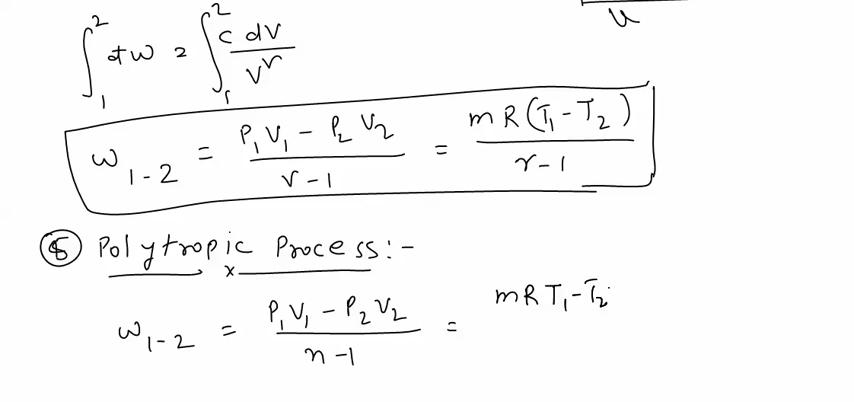 u
∫₁² đw = ∫₁² C dV / V^γ
W₁₋₂ = (P₁V₁ − P₂V₂) / (γ−1) = mR(T₁−T₂) / (γ−1)
⑤ Polytropic Process:-
W₁₋₂ = (P₁V₁ − P₂V₂) / (n−1) = mR T₁−T₂